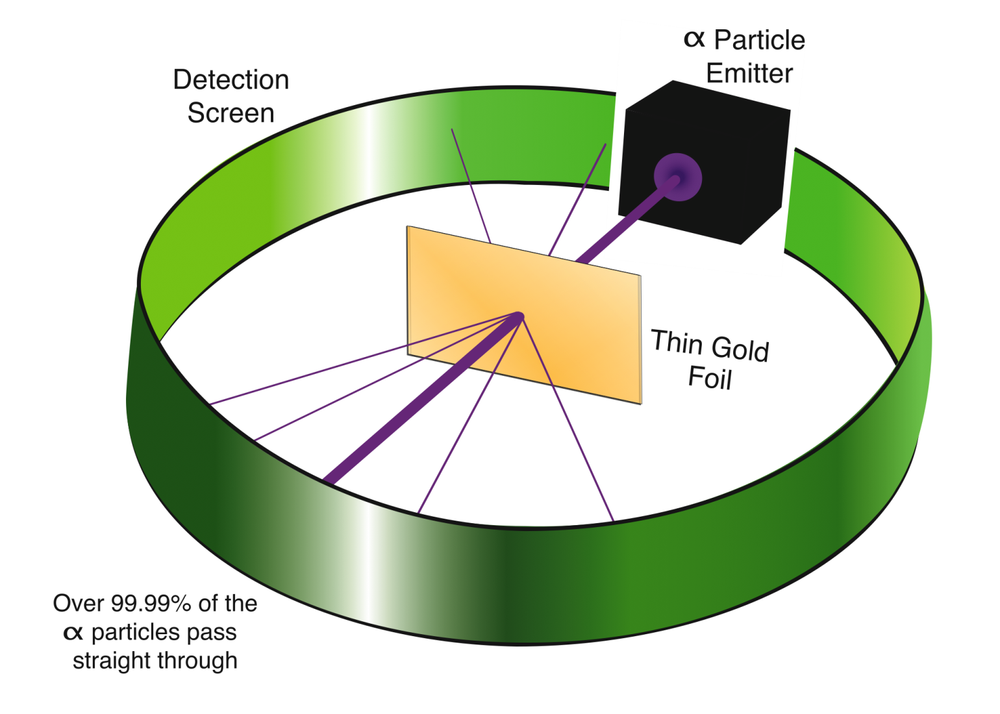 α Particle
Emitter
Detection
Screen
Thin Gold
Foil
Over 99.99% of the
α particles pass
straight through